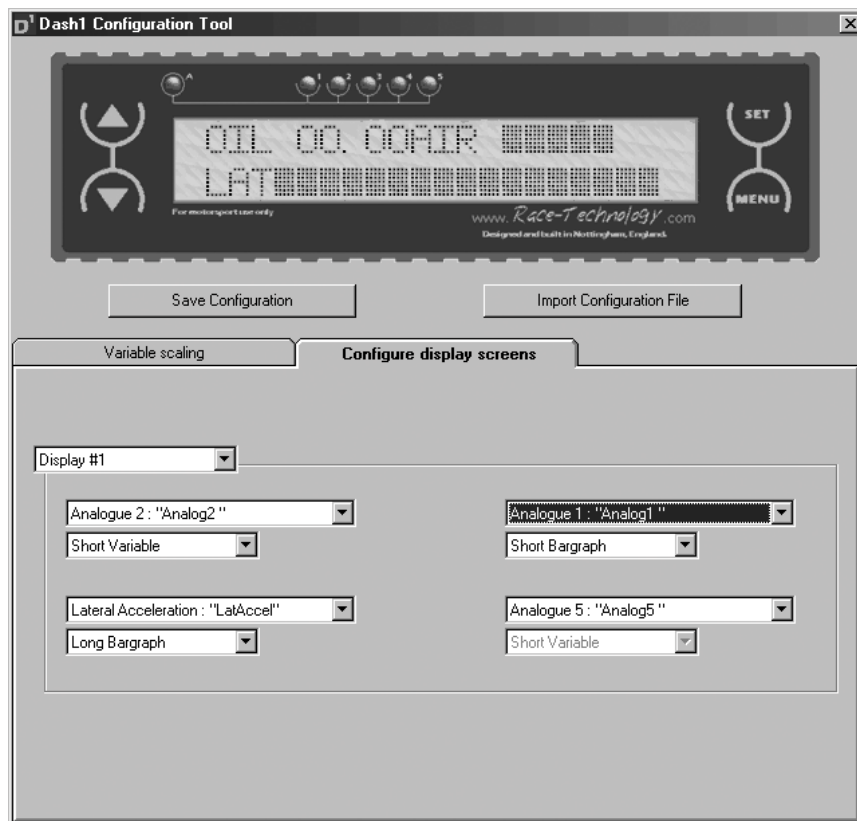 D1 Dash1 Configuration Tool
A 1 2 3 4 5
SET
OIL 00.00AIR
LAT
MENU
For motorsport use only
www.Race-Technology.com
Designed and built in Nottingham, England.
Save Configuration
Import Configuration File
Variable scaling
Configure display screens
Display #1
Analogue 2 : "Analog2 "
Analogue 1 : "Analog1 "
Short Variable
Short Bargraph
Lateral Acceleration : "LatAccel"
Analogue 5 : "Analog5 "
Long Bargraph
Short Variable